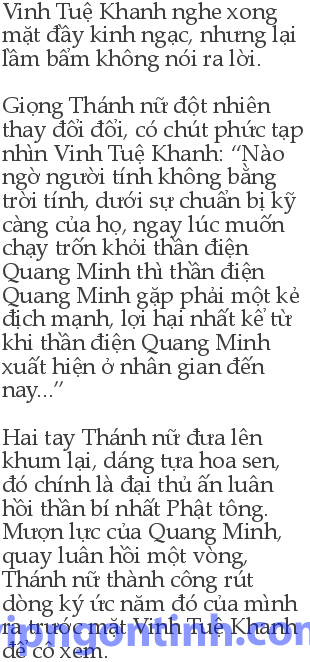 Vinh Tuệ Khanh nghe xong
mặt đầy kinh ngạc, nhưng lại
lầm bẩm không nói ra lời.
Giọng Thánh nữ đột nhiên
thay đổi đổi, có chút phức tạp
nhìn Vinh Tuệ Khanh: “Nào
ngờ người tính không bằng
trời tính, dưới sự chuẩn bị kỹ
càng của họ, ngay lúc muốn
chạy trốn khỏi thần điện
Quang Minh thì thần điện
Quang Minh gặp phải một kẻ
địch mạnh, lợi hại nhất kể từ
khi thần điện Quang Minh
xuất hiện ở nhân gian đến
nay...”
Hai tay Thánh nữ đưa lên
khum lại, dáng tựa hoa sen,
đó chính là đại thủ ấn luân
hồi thần bí nhất Phật tông.
Mượn lực của Quang Minh,
quay luân hồi một vòng,
Thánh nữ thành công rút
dòng ký ức năm đó của mình
ra trước mặt Vinh Tuệ Khanh
để cô xem.
ipngontinh.com